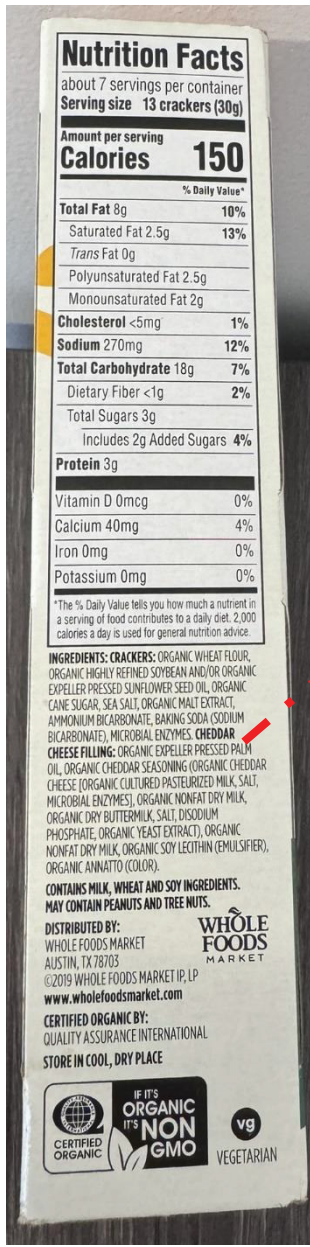 Nutrition Facts
about 7 servings per container
Serving size 13 crackers (30g)
Amount per serving
Calories 150
% Daily Value*
Total Fat 8g 10%
Saturated Fat 2.5g 13%
Trans Fat 0g
Polyunsaturated Fat 2.5g
Monounsaturated Fat 2g
Cholesterol <5mg 1%
Sodium 270mg 12%
Total Carbohydrate 18g 7%
Dietary Fiber <1g 2%
Total Sugars 3g
Includes 2g Added Sugars 4%
Protein 3g
Vitamin D 0mcg 0%
Calcium 40mg 4%
Iron 0mg 0%
Potassium 0mg 0%
*The % Daily Value tells you how much a nutrient in
a serving of food contributes to a daily diet. 2,000
calories a day is used for general nutrition advice.
INGREDIENTS: CRACKERS: ORGANIC WHEAT FLOUR,
ORGANIC HIGHLY REFINED SOYBEAN AND/OR ORGANIC
EXPELLER PRESSED SUNFLOWER SEED OIL, ORGANIC
CANE SUGAR, SEA SALT, ORGANIC MALT EXTRACT,
AMMONIUM BICARBONATE, BAKING SODA (SODIUM
BICARBONATE), MICROBIAL ENZYMES. CHEDDAR
CHEESE FILLING: ORGANIC EXPELLER PRESSED PALM
OIL, ORGANIC CHEDDAR SEASONING (ORGANIC CHEDDAR
CHEESE [ORGANIC CULTURED PASTEURIZED MILK, SALT,
MICROBIAL ENZYMES], ORGANIC NONFAT DRY MILK,
ORGANIC DRY BUTTERMILK, SALT, DISODIUM
PHOSPHATE, ORGANIC YEAST EXTRACT), ORGANIC
NONFAT DRY MILK, ORGANIC SOY LECITHIN (EMULSIFIER),
ORGANIC ANNATTO (COLOR).
CONTAINS MILK, WHEAT AND SOY INGREDIENTS.
MAY CONTAIN PEANUTS AND TREE NUTS.
DISTRIBUTED BY:
WHOLE FOODS MARKET
AUSTIN, TX 78703
©2019 WHOLE FOODS MARKET IP, LP
www.wholefoodsmarket.com
WHOLE
FOODS
MARKET
CERTIFIED ORGANIC BY:
QUALITY ASSURANCE INTERNATIONAL
STORE IN COOL, DRY PLACE
CERTIFIED
ORGANIC
IF IT'S
ORGANIC
IT'S NON
GMO
vg
VEGETARIAN